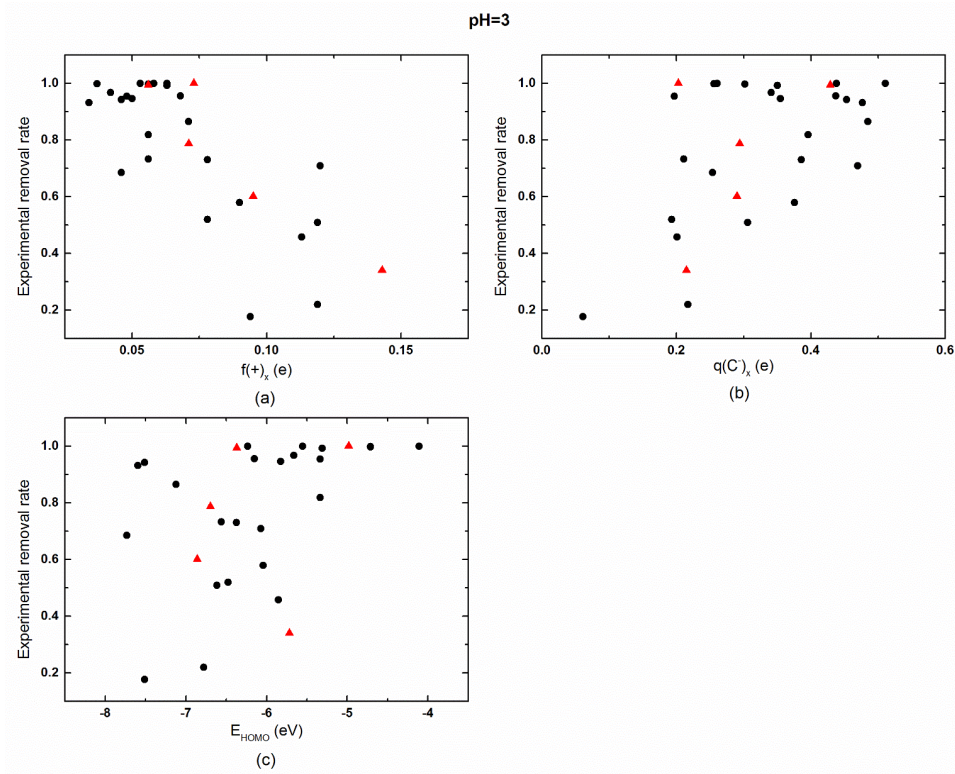 pH=3
Experimental removal rate
1.0
0.8
0.6
0.4
0.2
0.05
0.10
0.15
f(+)x (e)
(a)
Experimental removal rate
1.0
0.8
0.6
0.4
0.2
0.0
0.2
0.4
0.6
q(C⁻)x (e)
(b)
Experimental removal rate
1.0
0.8
0.6
0.4
0.2
-8
-7
-6
-5
-4
EHOMO (eV)
(c)